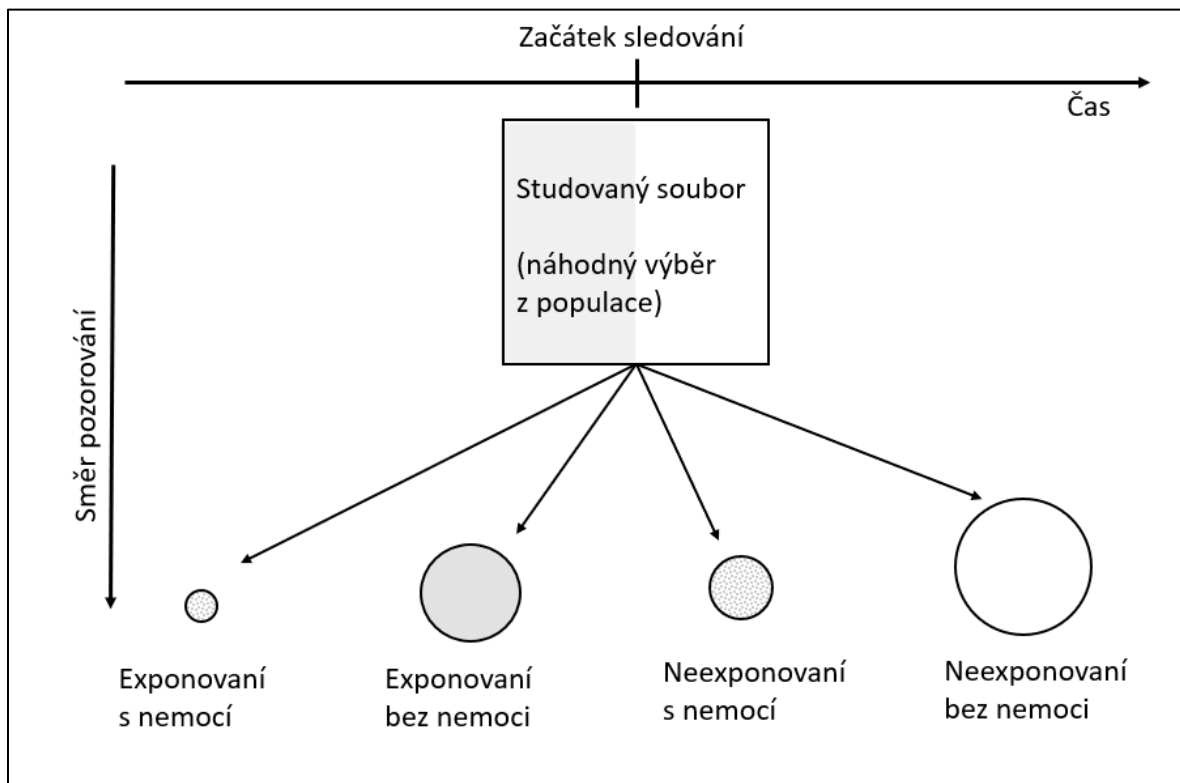 Začátek sledování
Čas
Studovaný soubor
(náhodný výběr
z populace)
Směr pozorování
Exponovaní
s nemocí
Exponovaní
bez nemoci
Neexponovaní
s nemocí
Neexponovaní
bez nemoci